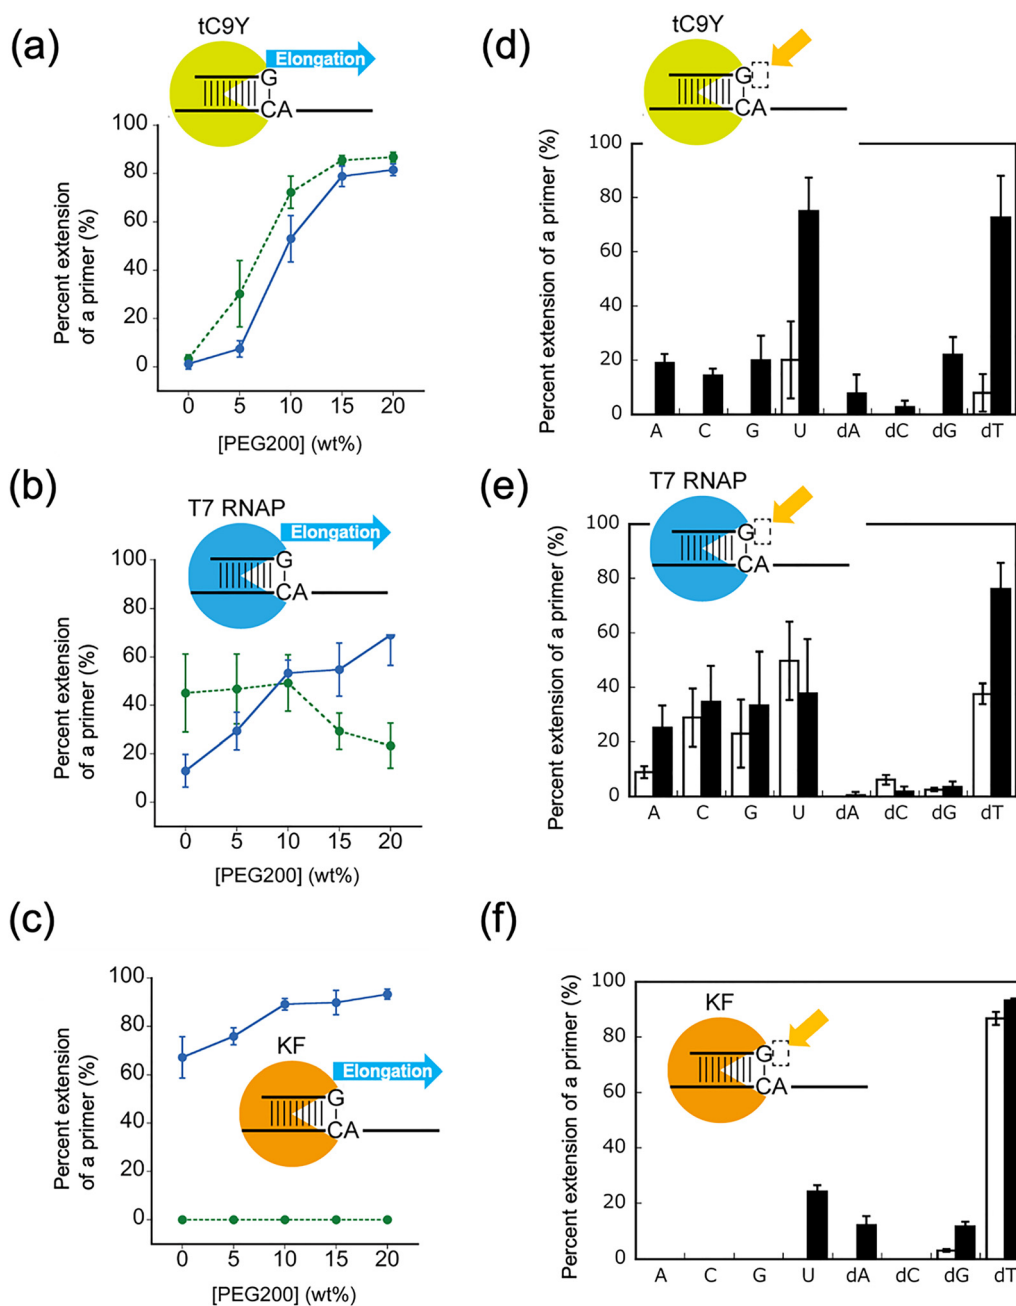 (a)
tC9Y
Elongation
G
CA
Percent extension
of a primer (%)
100
80
60
40
20
0
0 5 10 15 20
[PEG200] (wt%)
(d)
tC9Y
G
CA
Percent extension of a primer (%)
100
80
60
40
20
0
A C G U dA dC dG dT
(b)
T7 RNAP
Elongation
G
CA
Percent extension
of a primer (%)
100
80
60
40
20
0
0 5 10 15 20
[PEG200] (wt%)
(e)
T7 RNAP
G
CA
Percent extension of a primer (%)
100
80
60
40
20
0
A C G U dA dC dG dT
(c)
KF
Elongation
G
CA
Percent extension
of a primer (%)
100
80
60
40
20
0
0 5 10 15 20
[PEG200] (wt%)
(f)
KF
G
CA
Percent extension of a primer (%)
100
80
60
40
20
0
A C G U dA dC dG dT